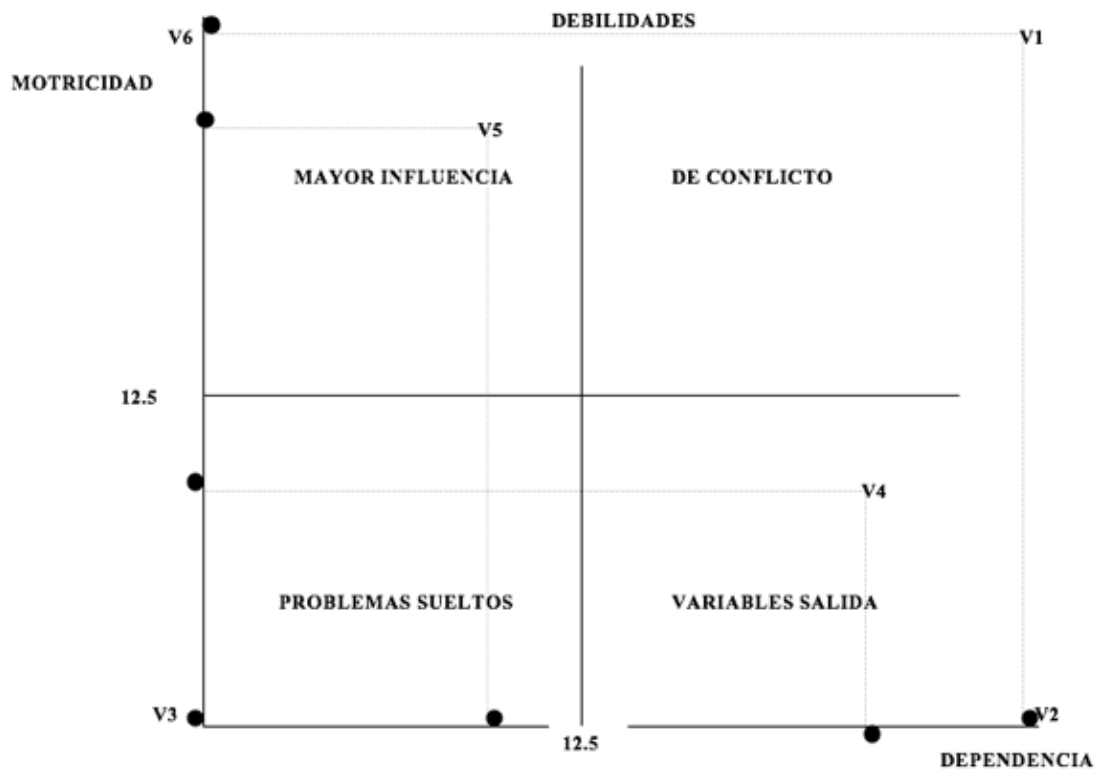 DEBILIDADES
V6
V1
MOTRICIDAD
V5
MAYOR INFLUENCIA
DE CONFLICTO
12.5
V4
PROBLEMAS SUELTOS
VARIABLES SALIDA
V3
V2
12.5
DEPENDENCIA